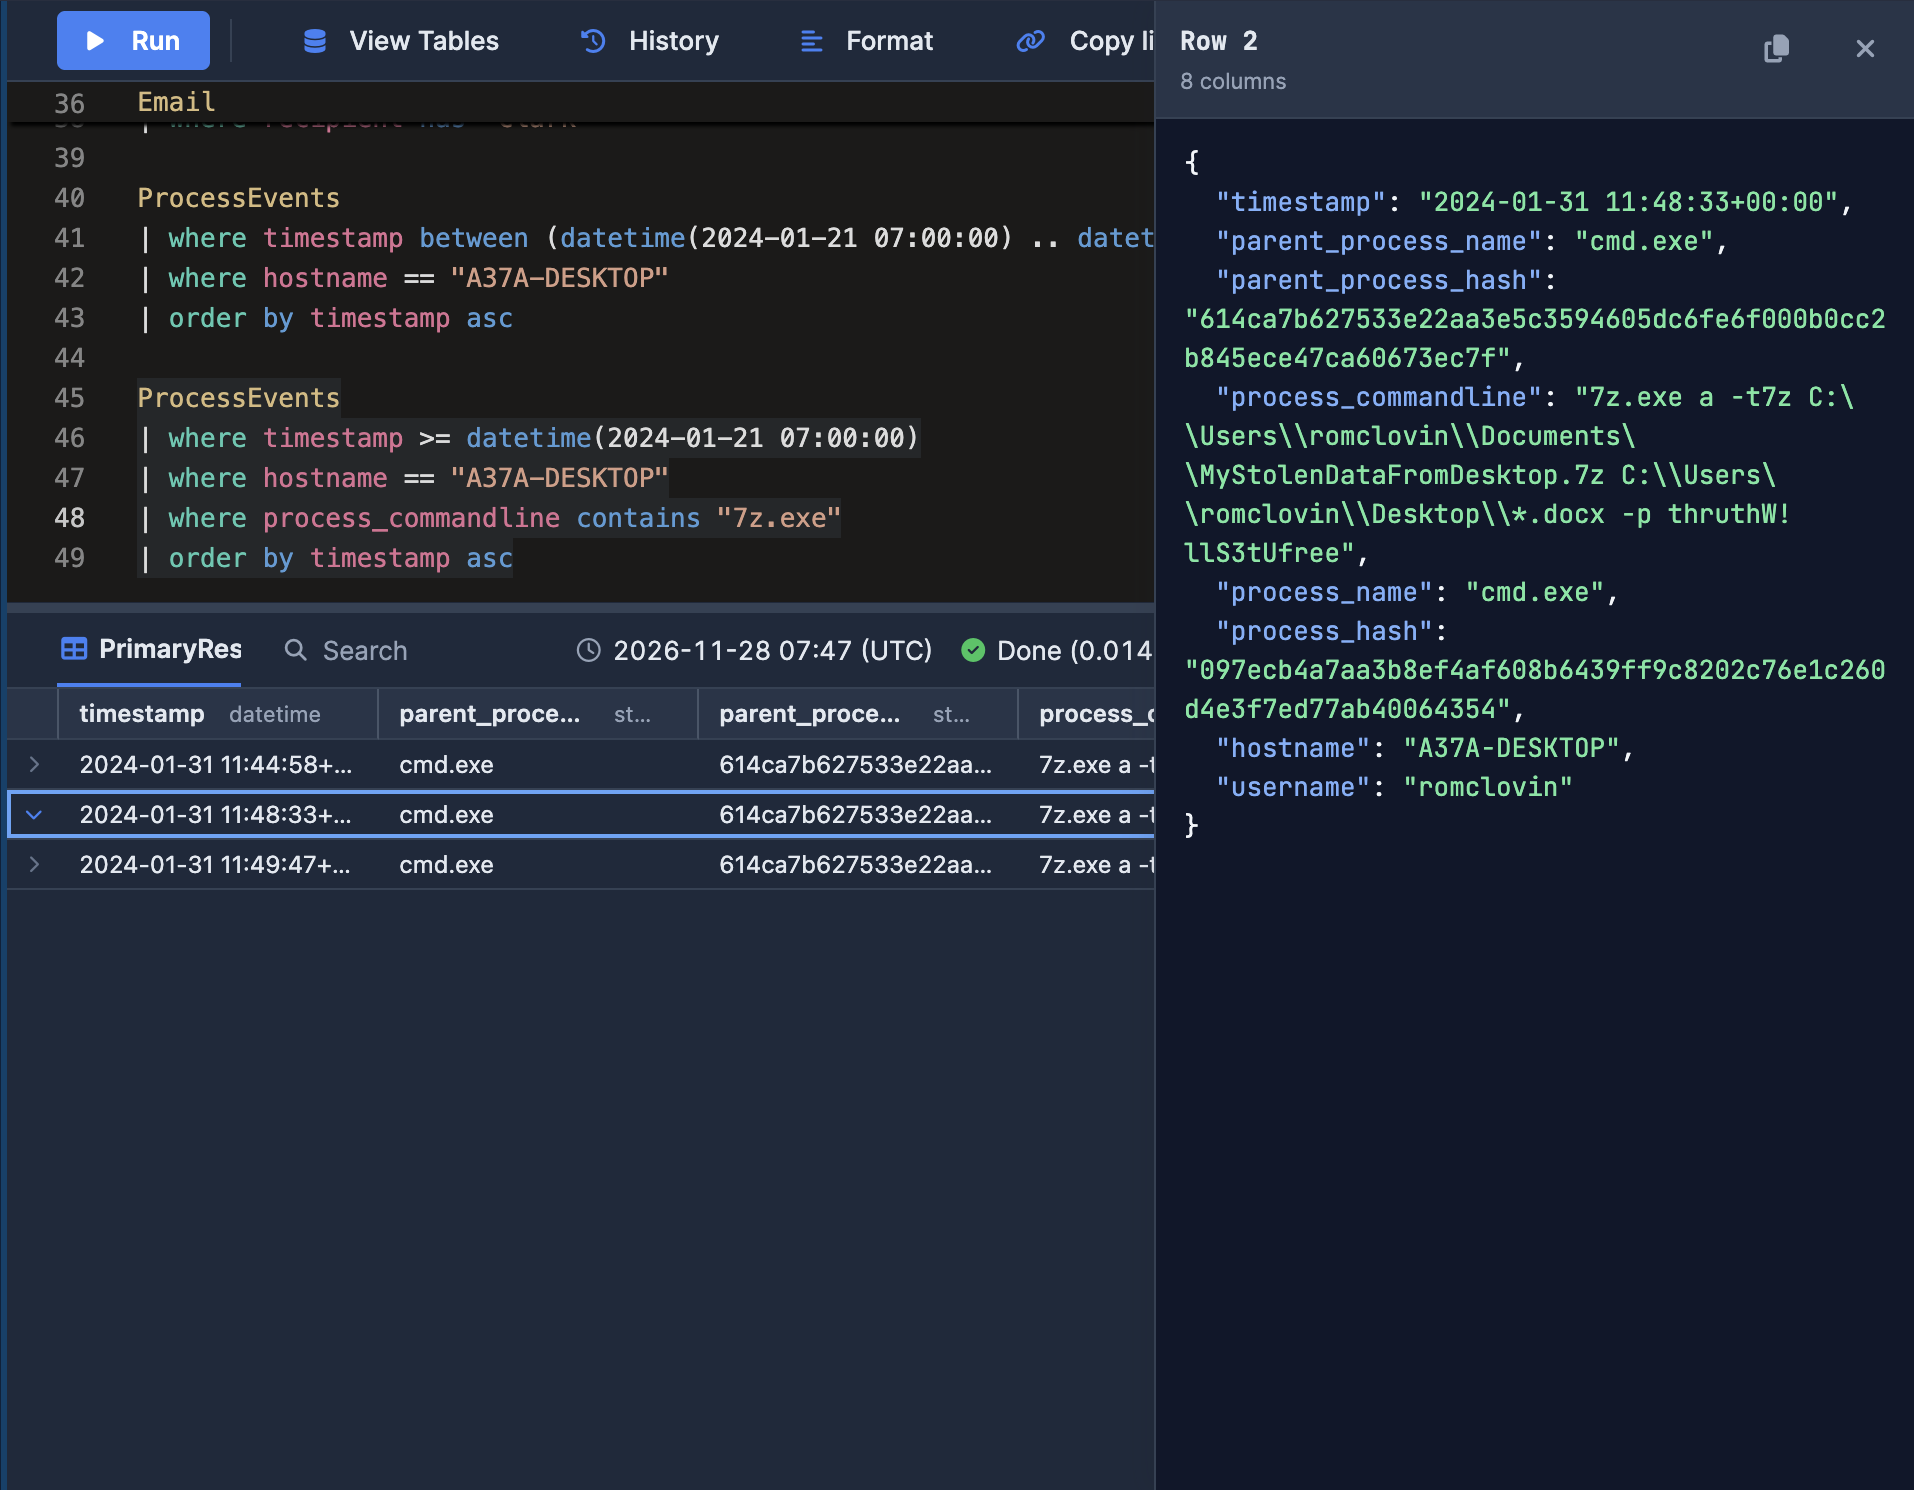 Run
View Tables
History
Format
Copy li
36 Email
39
40 ProcessEvents
41 | where timestamp between (datetime(2024-01-21 07:00:00) .. datet
42 | where hostname == "A37A-DESKTOP"
43 | order by timestamp asc
44
45 ProcessEvents
46 | where timestamp >= datetime(2024-01-21 07:00:00)
47 | where hostname == "A37A-DESKTOP"
48 | where process_commandline contains "7z.exe"
49 | order by timestamp asc
PrimaryRes
Search
2026-11-28 07:47 (UTC)
Done (0.014
timestamp datetime parent_proce... st... parent_proce... st... process_c
2024-01-31 11:44:58+... cmd.exe 614ca7b627533e22aa... 7z.exe a -t
2024-01-31 11:48:33+... cmd.exe 614ca7b627533e22aa... 7z.exe a -t
2024-01-31 11:49:47+... cmd.exe 614ca7b627533e22aa... 7z.exe a -t
Row 2
8 columns
{
"timestamp": "2024-01-31 11:48:33+00:00",
"parent_process_name": "cmd.exe",
"parent_process_hash":
"614ca7b627533e22aa3e5c3594605dc6fe6f000b0cc2
b845ece47ca60673ec7f",
"process_commandline": "7z.exe a -t7z C:\
\Users\\romclovin\\Documents\
\MyStolenDataFromDesktop.7z C:\\Users\
\romclovin\\Desktop\\*.docx -p thruthW!
llS3tUfree",
"process_name": "cmd.exe",
"process_hash":
"097ecb4a7aa3b8ef4af608b6439ff9c8202c76e1c260
d4e3f7ed77ab40064354",
"hostname": "A37A-DESKTOP",
"username": "romclovin"
}